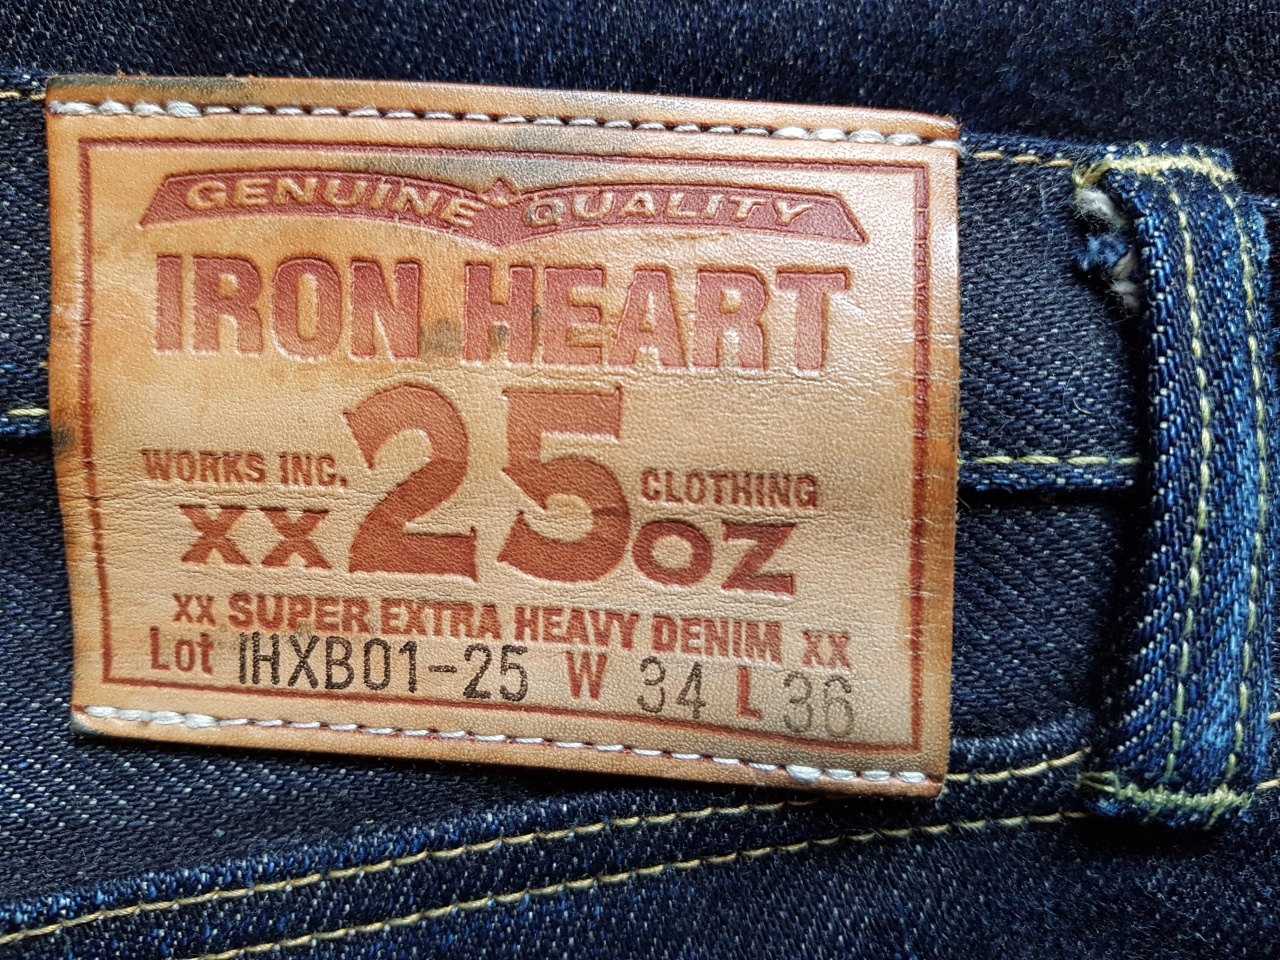 GENUINE QUALITY
IRON HEART
WORKS INC. 25 CLOTHING
XX OZ
XX SUPER EXTRA HEAVY DENIM XX
Lot IHXB01-25 W 34 L 36